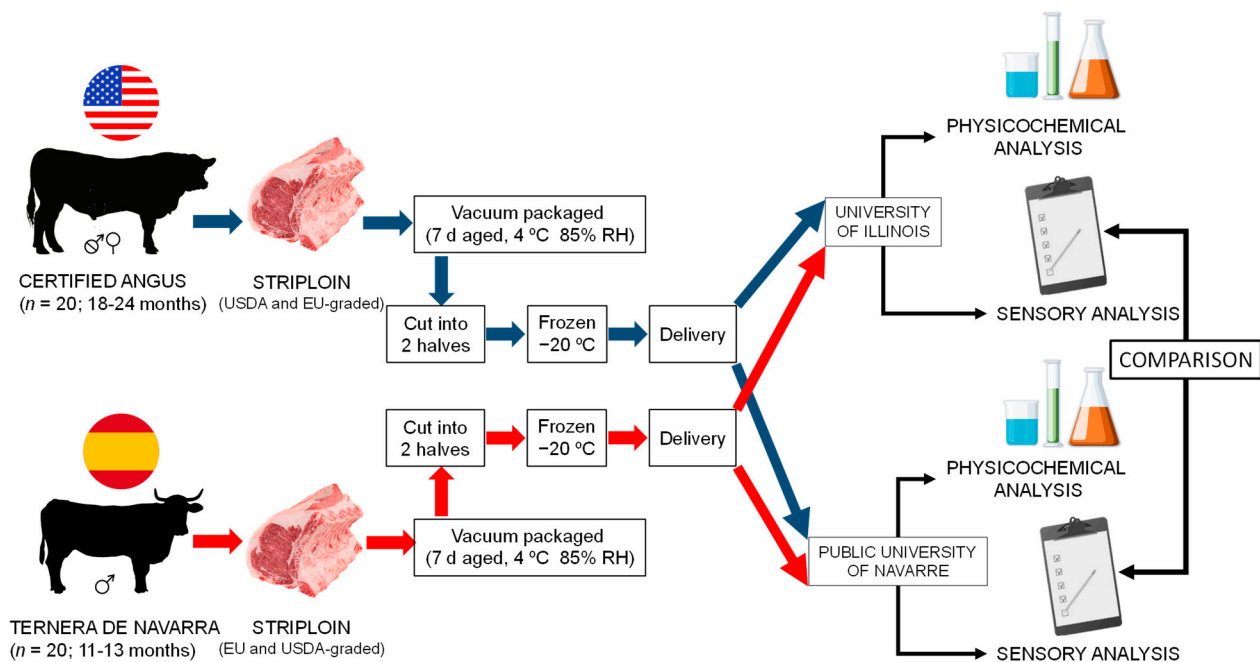 CERTIFIED ANGUS
(n = 20; 18-24 months)
STRIPLOIN
(USDA and EU-graded)
Vacuum packaged
(7 d aged, 4 ºC 85% RH)
Cut into
2 halves
Frozen
−20 ºC
Delivery
UNIVERSITY
OF ILLINOIS
PHYSICOCHEMICAL
ANALYSIS
SENSORY ANALYSIS
COMPARISON
TERNERA DE NAVARRA
(n = 20; 11-13 months)
STRIPLOIN
(EU and USDA-graded)
Vacuum packaged
(7 d aged, 4 ºC 85% RH)
Cut into
2 halves
Frozen
−20 ºC
Delivery
PUBLIC UNIVERSITY
OF NAVARRE
PHYSICOCHEMICAL
ANALYSIS
SENSORY ANALYSIS